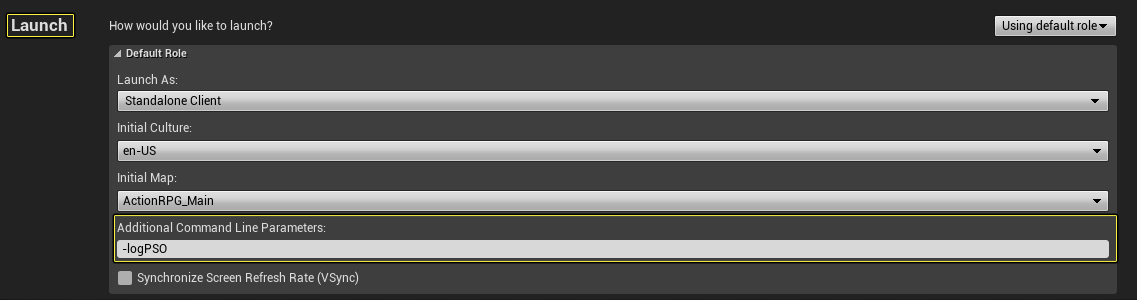 Launch
How would you like to launch?
Using default role
Default Role
Launch As:
Standalone Client
Initial Culture:
en-US
Initial Map:
ActionRPG_Main
Additional Command Line Parameters:
-logPSO
Synchronize Screen Refresh Rate (VSync)